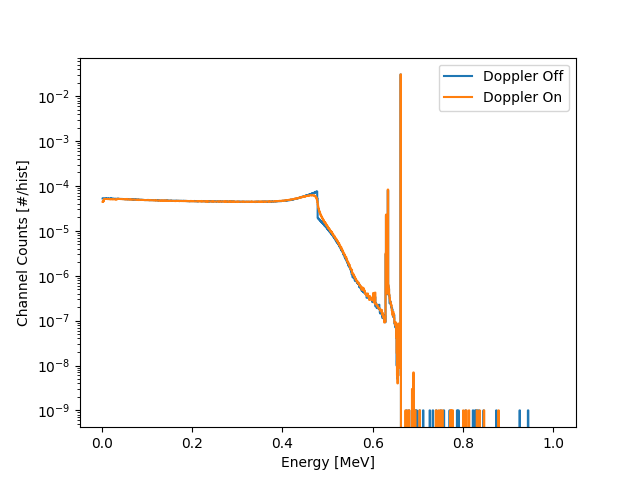 Doppler Off
Doppler On
Channel Counts [#/hist]
10⁻²
10⁻³
10⁻⁴
10⁻⁵
10⁻⁶
10⁻⁷
10⁻⁸
10⁻⁹
0.0 0.2 0.4 0.6 0.8 1.0
Energy [MeV]